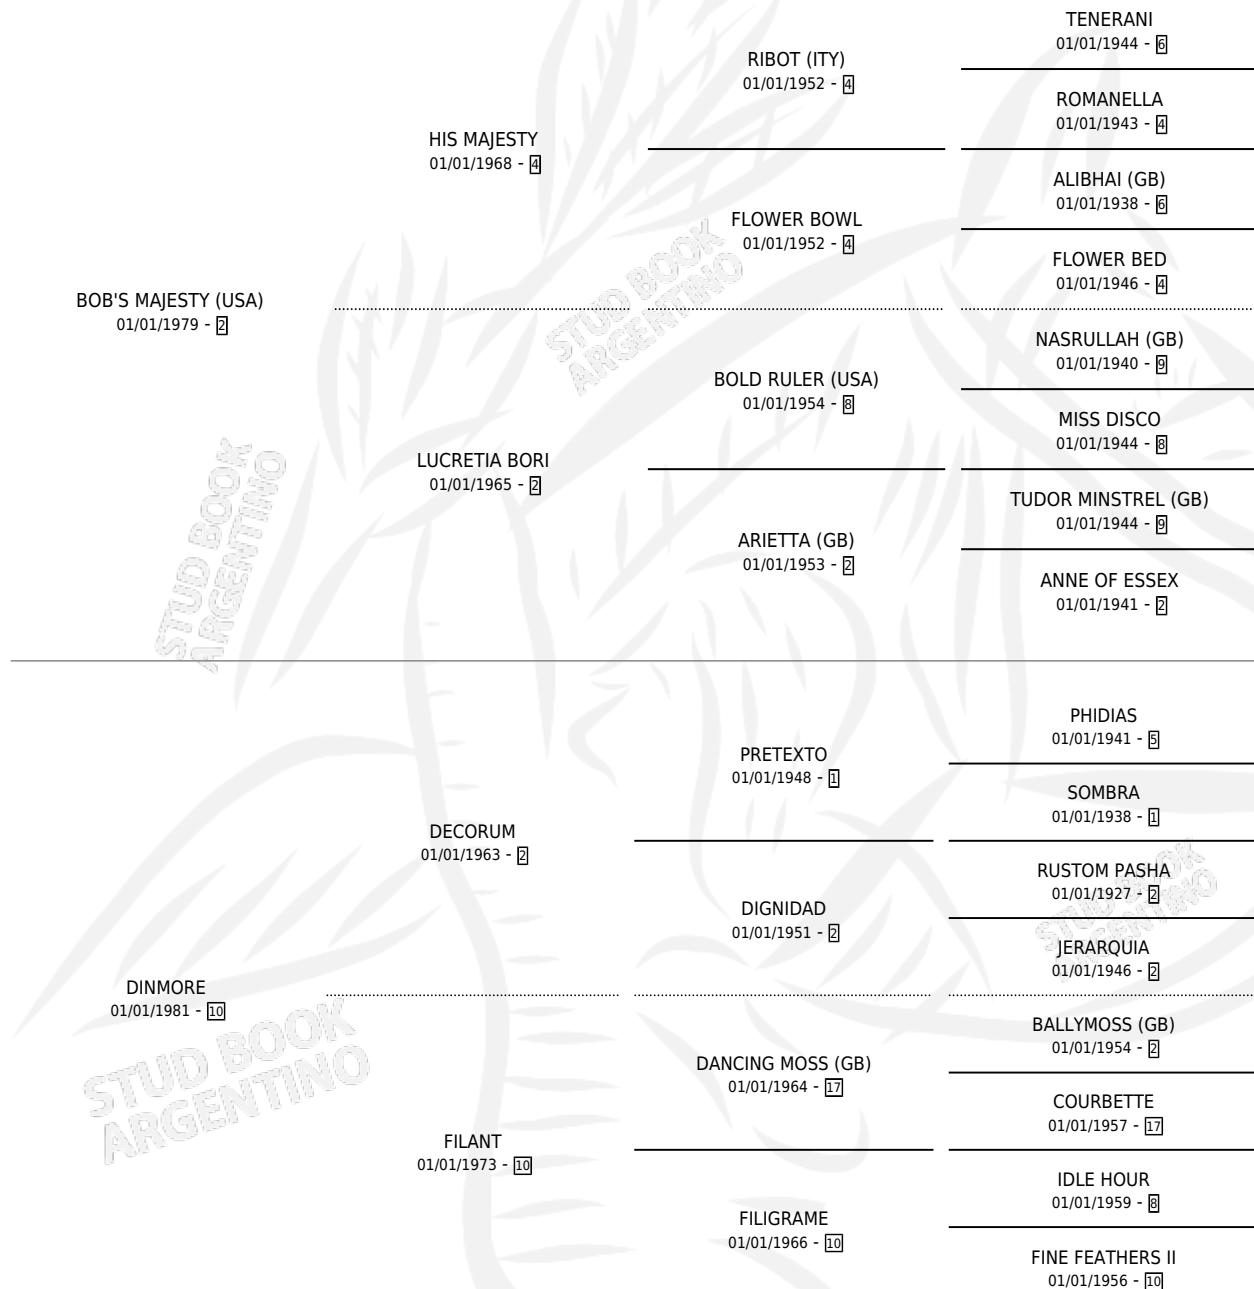 TENERANI
01/01/1944 - 6
RIBOT (ITY)
01/01/1952 - 4
ROMANELLA
01/01/1943 - 4
HIS MAJESTY
01/01/1968 - 4
ALIBHAI (GB)
01/01/1938 - 6
FLOWER BOWL
01/01/1952 - 4
FLOWER BED
01/01/1946 - 4
BOB'S MAJESTY (USA)
01/01/1979 - 2
STUD BOOK
ARGENTINO
NASRULLAH (GB)
01/01/1940 - 9
BOLD RULER (USA)
01/01/1954 - 8
MISS DISCO
01/01/1944 - 8
LUCRETIA BORI
01/01/1965 - 2
TUDOR MINSTREL (GB)
01/01/1944 - 9
ARIETTA (GB)
01/01/1953 - 2
ANNE OF ESSEX
01/01/1941 - 2
STUD BOOK
ARGENTINO
PHIDIAS
01/01/1941 - 5
PRETEXTO
01/01/1948 - 1
SOMBRA
01/01/1938 - 1
DECORUM
01/01/1963 - 2
RUSTOM PASHA
01/01/1927 - 2
DIGNIDAD
01/01/1951 - 2
STUD BOOK
ARGENTINO
JERARQUIA
01/01/1946 - 2
DINMORE
01/01/1981 - 10
BALLYMOSS (GB)
01/01/1954 - 2
DANCING MOSS (GB)
01/01/1964 - 17
STUD BOOK
ARGENTINO
COURBETTE
01/01/1957 - 17
FILANT
01/01/1973 - 10
IDLE HOUR
01/01/1959 - 8
FILIGRAME
01/01/1966 - 10
FINE FEATHERS II
01/01/1956 - 10